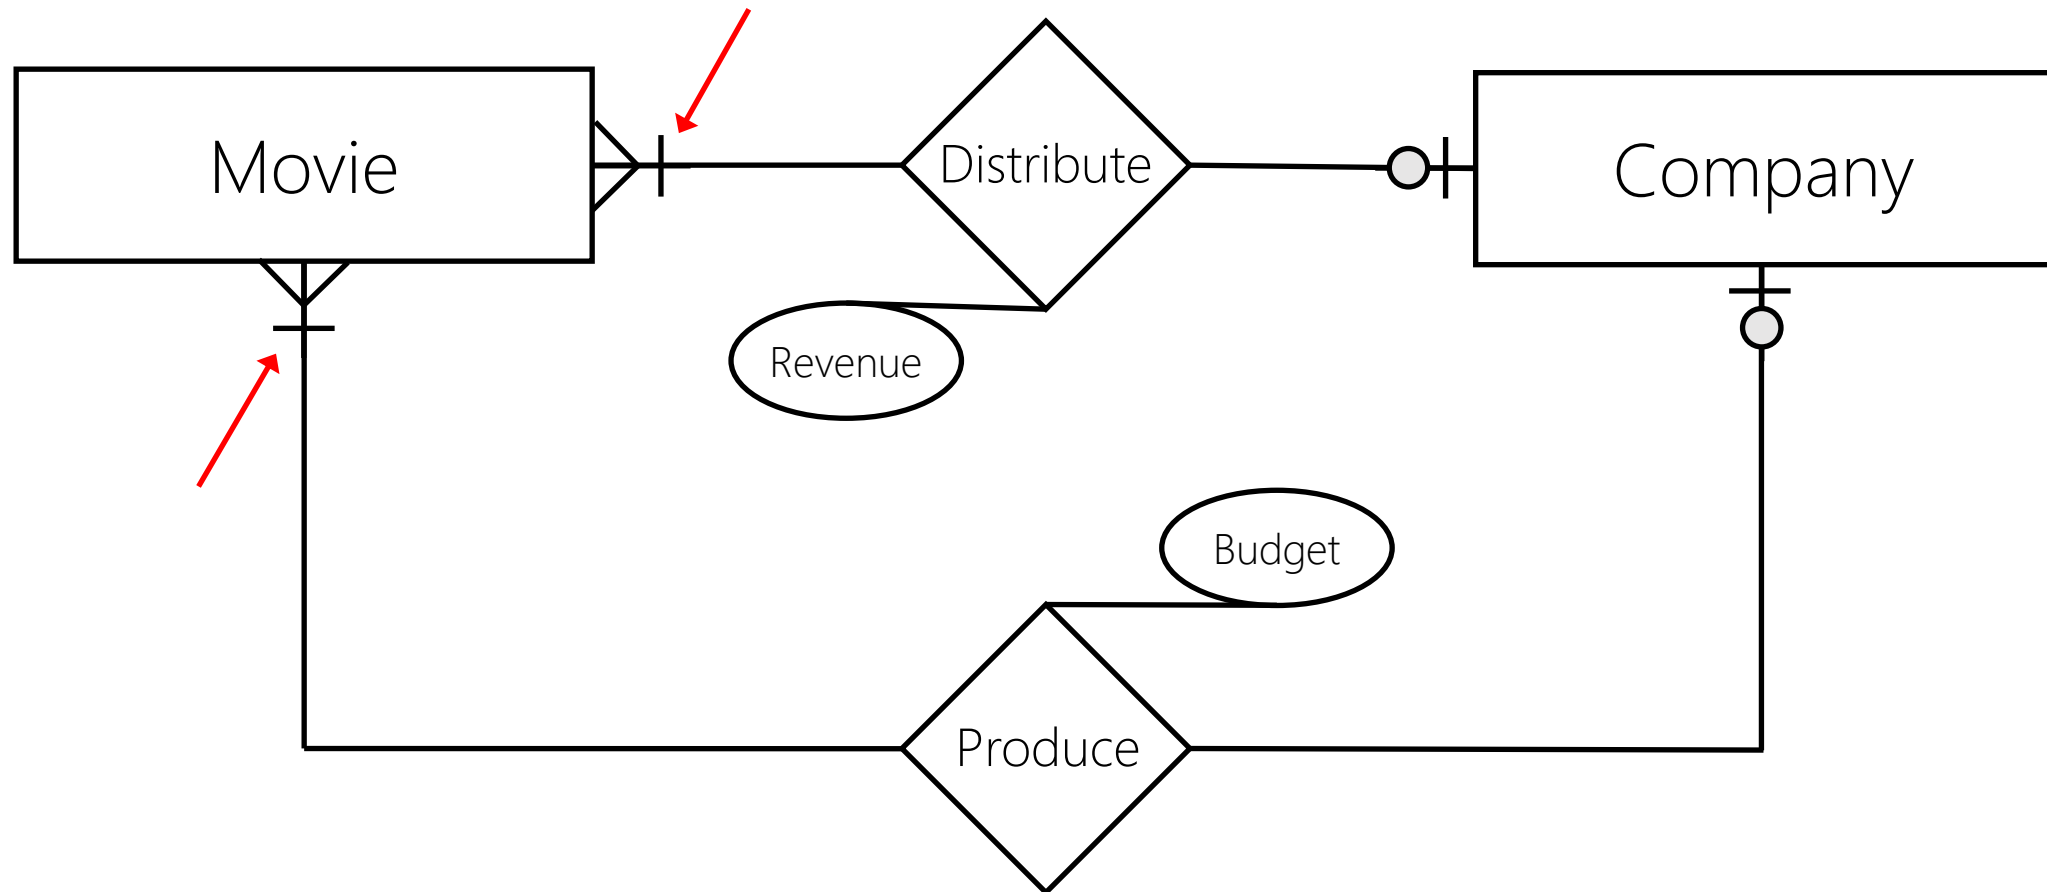 Movie
Distribute
Company
Revenue
Budget
Produce